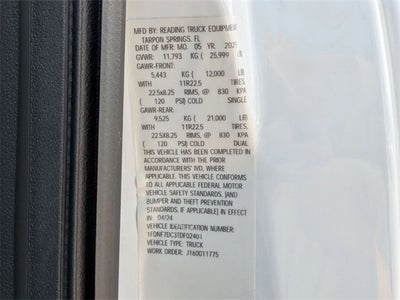 MFD BY: READING TRUCK EQUIPMENT
TARPON SPRINGS, FL
DATE OF MFR: MO. 05 YR. 2025
GVWR: 11,793 KG ( 25,999 LB
GAWR-FRONT:
5,443 KG ( 12,000 LB)
WITH 11R22.5 TIRES,
22.5x8.25 RIMS, @ 830 KPA
( 120 PSI) COLD SINGLE
GAWR-REAR:
9,525 KG ( 21,000 LB)
WITH 11R22.5 TIRES,
22.5X8.25 RIMS, @ 830 KPA
( 120 PSI) COLD DUAL
THIS VEHICLE HAS BEEN COMPLETED
IN ACCORDANCE WITH THE PRIOR
MANUFACTURERS' IVD, WHERE
APPLICABLE. THIS VEHICLE CONFORMS
TO ALL APPLICABLE FEDERAL MOTOR
VEHICLE SAFETY STANDARDS, [AND
BUMPER AND THEFT PREVENTION
STANDARDS, IF APPLICABLE] IN EFFECT
IN: 04/24
VEHICLE IDENTIFICATION NUMBER:
1FDNF7DC3TDF02401
VEHICLE TYPE: TRUCK
WORK ORDER: JT60011775